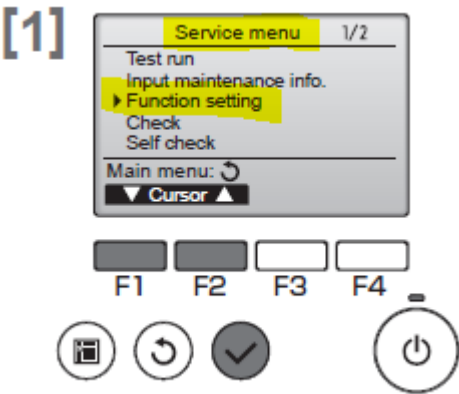 [1]
Service menu 1/2
Test run
Input maintenance info.
Function setting
Check
Self check
Main menu:
Cursor
F1 F2 F3 F4